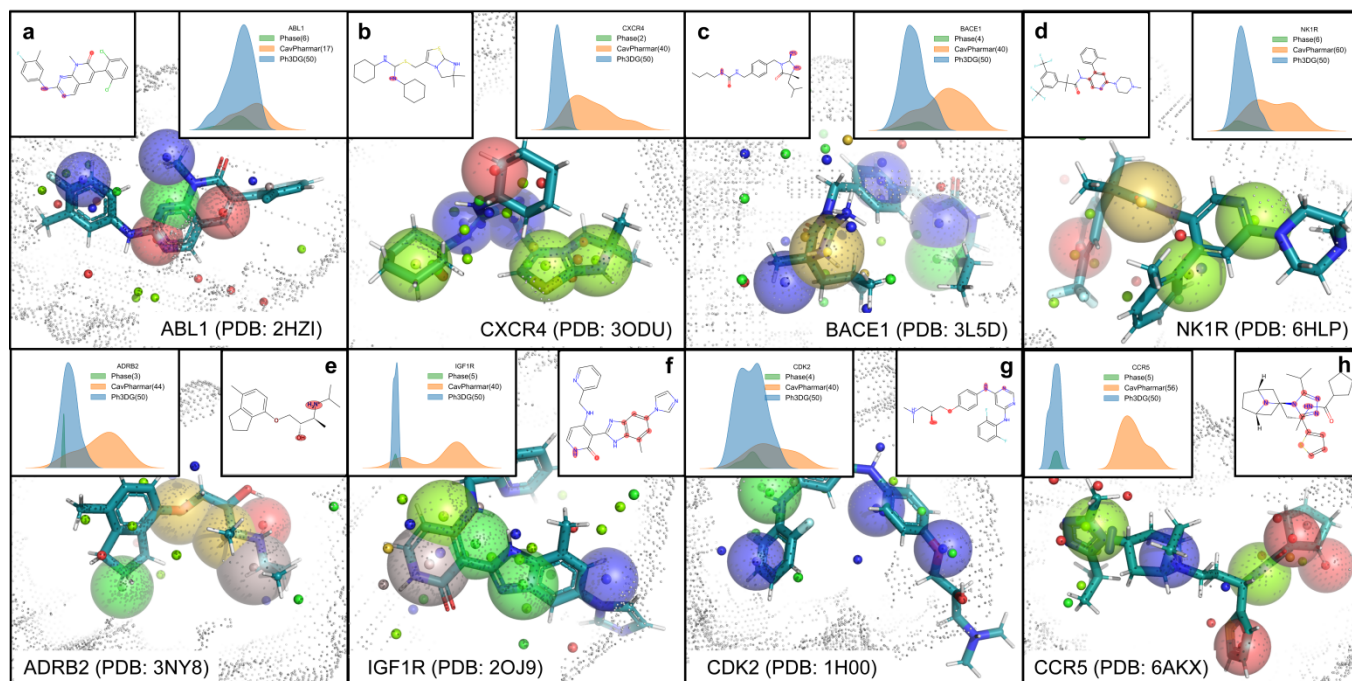 a
ABL1
Phase(6)
CavPharmar(17)
Ph3DG(50)
ABL1 (PDB: 2HZI)
b
CXCR4
Phase(2)
CavPharmar(40)
Ph3DG(50)
CXCR4 (PDB: 3ODU)
c
BACE1
Phase(4)
CavPharmar(40)
Ph3DG(50)
BACE1 (PDB: 3L5D)
d
NK1R
Phase(6)
CavPharmar(60)
Ph3DG(50)
NK1R (PDB: 6HLP)
ADRB2
Phase(3)
CavPharmar(44)
Ph3DG(50)
e
ADRB2 (PDB: 3NY8)
IGF1R
Phase(5)
CavPharmar(40)
Ph3DG(50)
f
IGF1R (PDB: 2OJ9)
CDK2
Phase(4)
CavPharmar(40)
Ph3DG(50)
g
CDK2 (PDB: 1H00)
CCR5
Phase(5)
CavPharmar(56)
Ph3DG(50)
h
CCR5 (PDB: 6AKX)